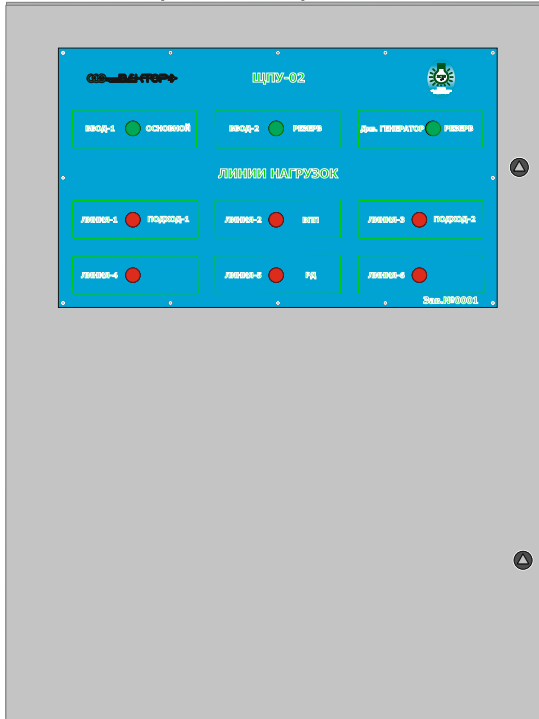 ЩПУ-02
ВВОД-1 ОСНОВНОЙ
ВВОД-2 РЕЗЕРВ
Диз. ГЕНЕРАТОР РЕЗЕРВ
ЛИНИИ НАГРУЗОК
ЛИНИЯ-1 ПОДХОД-1
ЛИНИЯ-2 ВПП
ЛИНИЯ-3 ПОДХОД-2
ЛИНИЯ-4
ЛИНИЯ-5 РД
ЛИНИЯ-6
Зав.№0001